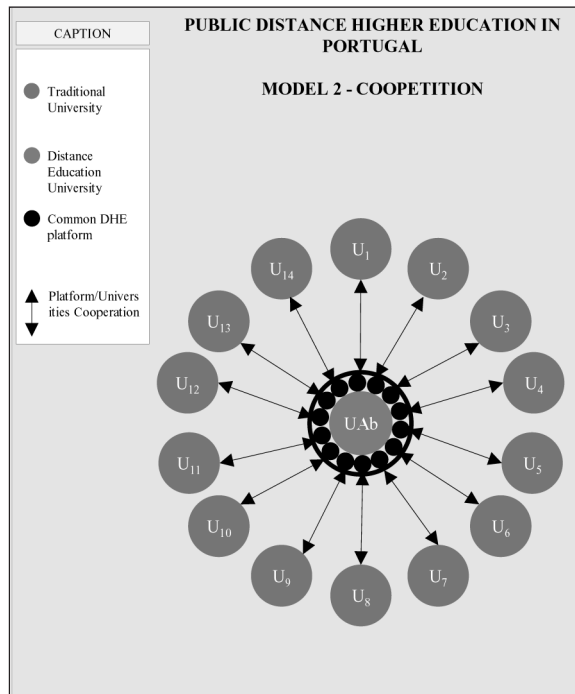 CAPTION
Traditional
University
Distance
Education
University
Common DHE
platform
Platform/Univers
ities Cooperation
PUBLIC DISTANCE HIGHER EDUCATION IN
PORTUGAL
MODEL 2 - COOPETITION
U1
U2
U3
U4
U5
U6
U7
U8
U9
U10
U11
U12
U13
U14
UAb